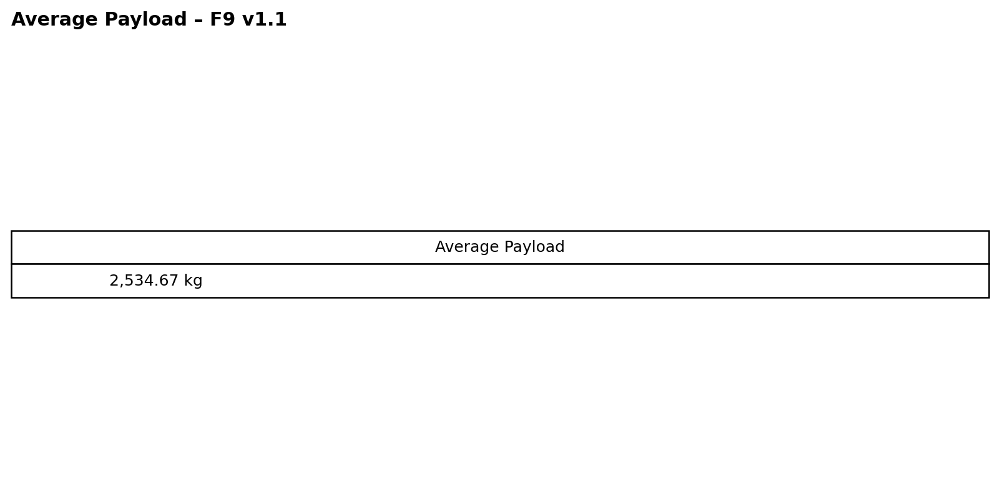 Average Payload – F9 v1.1
Average Payload
2,534.67 kg